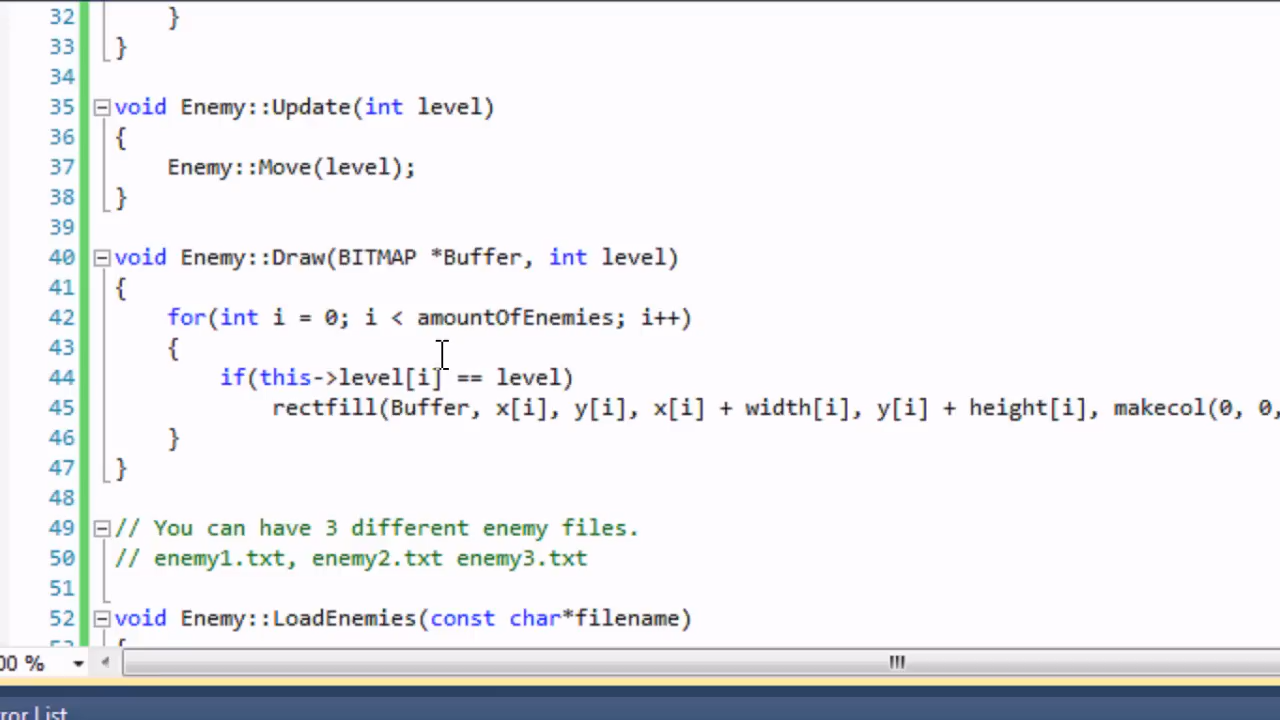 32 }
33 }
34
35 void Enemy::Update(int level)
36 {
37 Enemy::Move(level);
38 }
39
40 void Enemy::Draw(BITMAP *Buffer, int level)
41 {
42 for(int i = 0; i < amountOfEnemies; i++)
43 {
44 if(this->level[i] == level)
45 rectfill(Buffer, x[i], y[i], x[i] + width[i], y[i] + height[i], makecol(0, 0,
46 }
47 }
48
49 // You can have 3 different enemy files.
50 // enemy1.txt, enemy2.txt enemy3.txt
51
52 void Enemy::LoadEnemies(const char*filename)
{
00 %
ror List